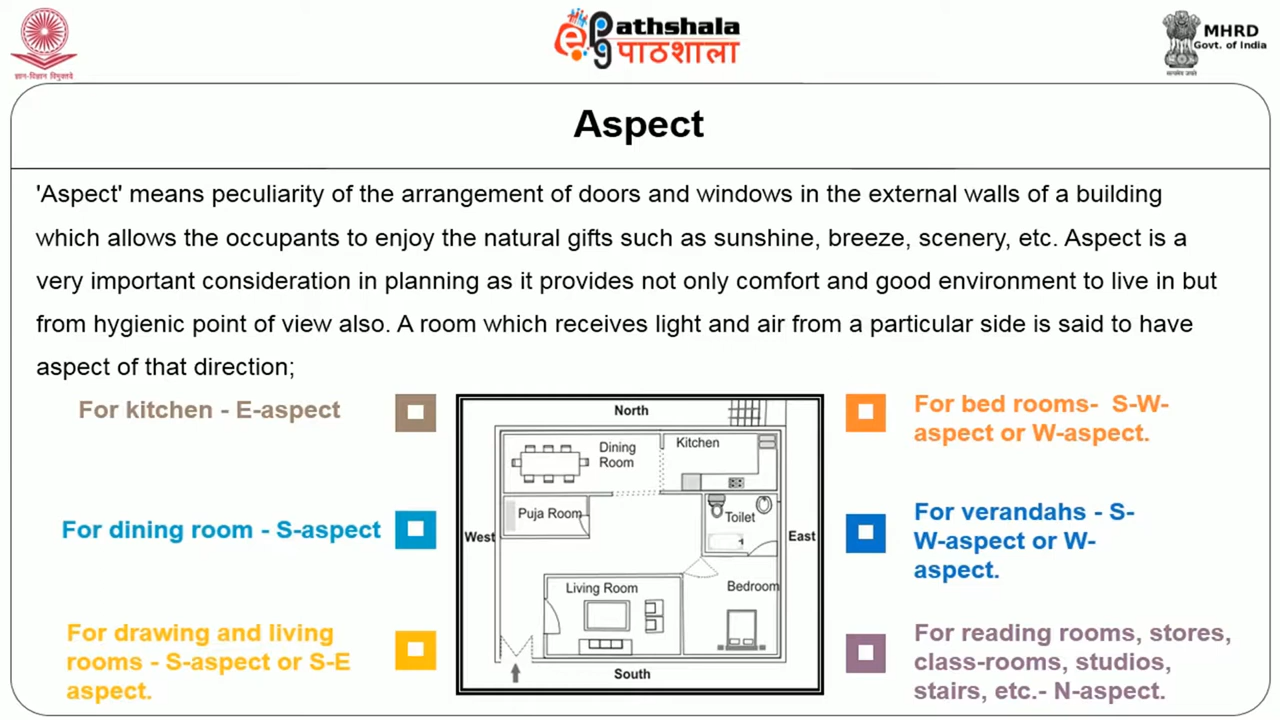 ज्ञान-विज्ञान विमुक्तये
ePathshala
पाठशाला
MHRD
Govt. of India
सत्यमेव जयते
Aspect
'Aspect' means peculiarity of the arrangement of doors and windows in the external walls of a building
which allows the occupants to enjoy the natural gifts such as sunshine, breeze, scenery, etc. Aspect is a
very important consideration in planning as it provides not only comfort and good environment to live in but
from hygienic point of view also. A room which receives light and air from a particular side is said to have
aspect of that direction;
For kitchen - E-aspect
For dining room - S-aspect
For drawing and living
rooms - S-aspect or S-E
aspect.
North
Dining
Room
Kitchen
Puja Room
Toilet
West
East
Living Room
Bedroom
South
For bed rooms- S-W-
aspect or W-aspect.
For verandahs - S-
W-aspect or W-
aspect.
For reading rooms, stores,
class-rooms, studios,
stairs, etc.- N-aspect.